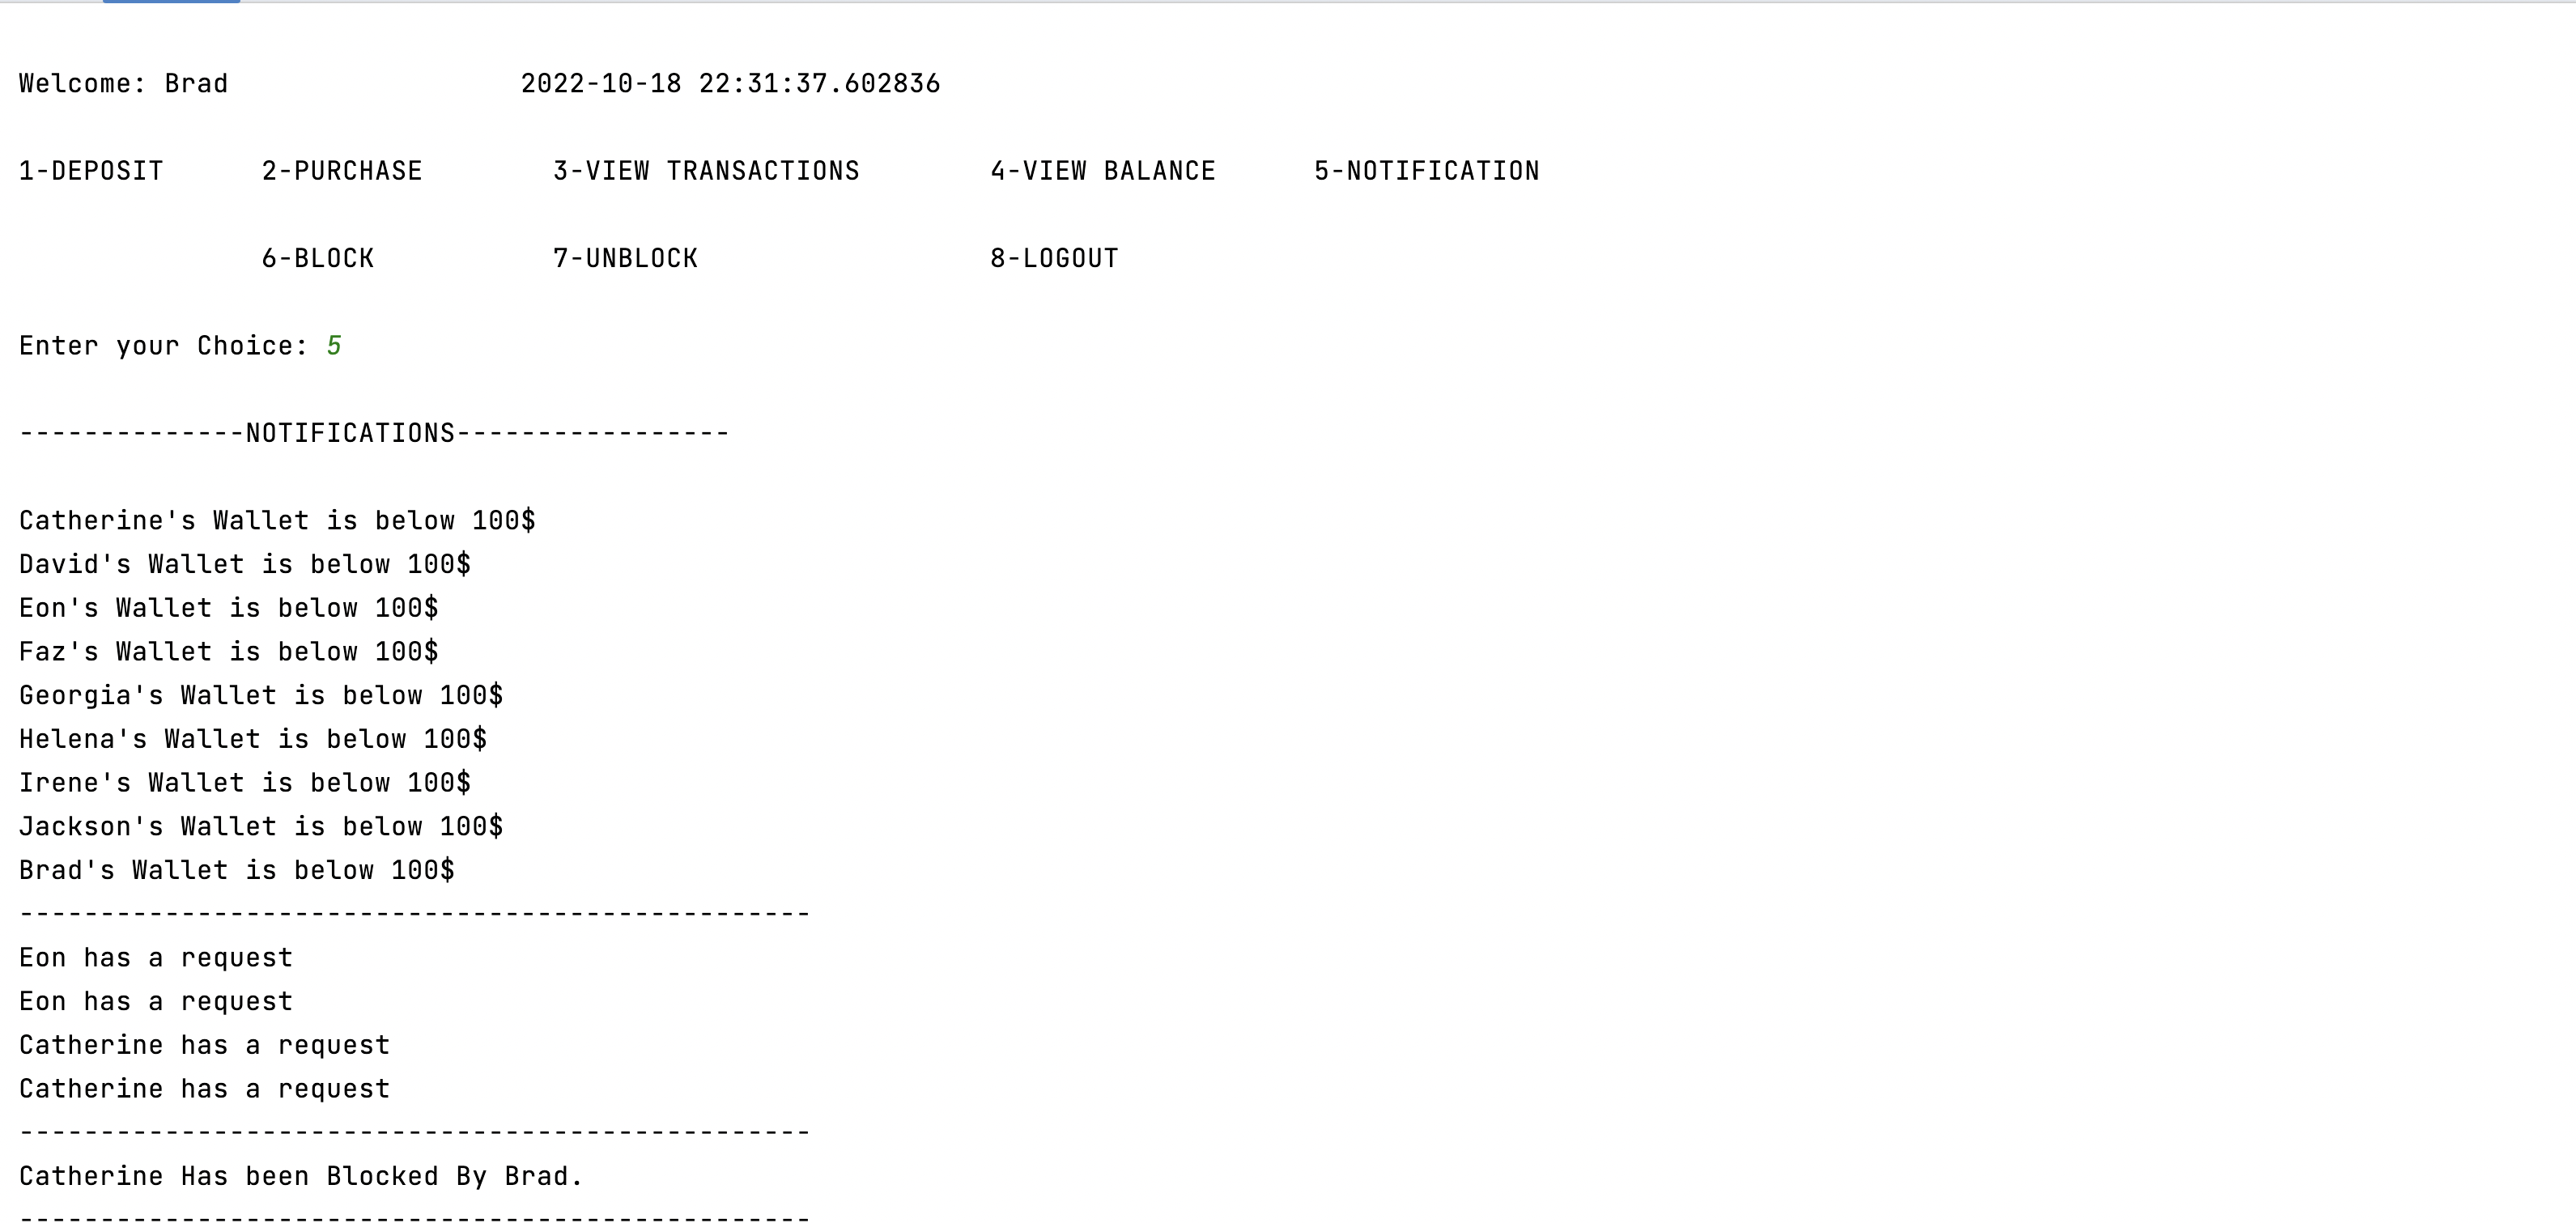 Welcome: Brad 2022-10-18 22:31:37.602836
1-DEPOSIT 2-PURCHASE 3-VIEW TRANSACTIONS 4-VIEW BALANCE 5-NOTIFICATION
6-BLOCK 7-UNBLOCK 8-LOGOUT
Enter your Choice: 5
--------------NOTIFICATIONS-----------------
Catherine's Wallet is below 100$
David's Wallet is below 100$
Eon's Wallet is below 100$
Faz's Wallet is below 100$
Georgia's Wallet is below 100$
Helena's Wallet is below 100$
Irene's Wallet is below 100$
Jackson's Wallet is below 100$
Brad's Wallet is below 100$
-------------------------------------------------
Eon has a request
Eon has a request
Catherine has a request
Catherine has a request
-------------------------------------------------
Catherine Has been Blocked By Brad.
-------------------------------------------------